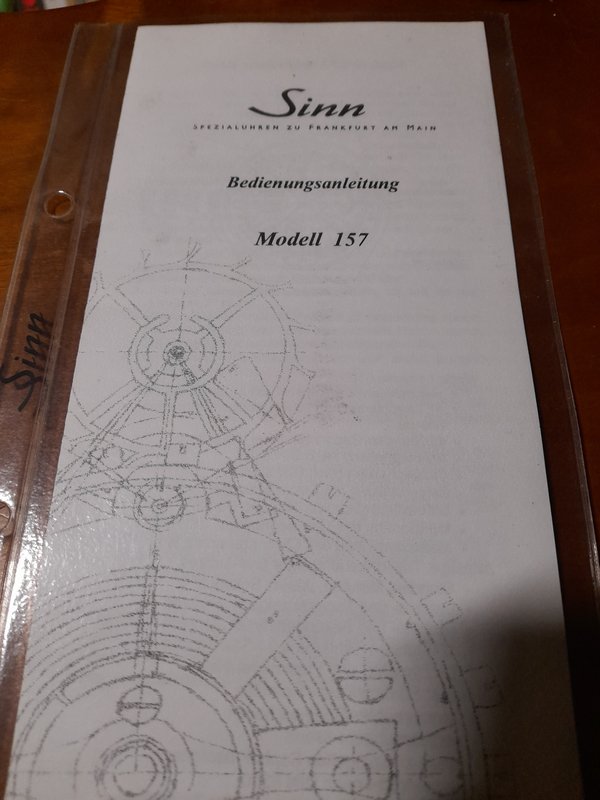 Sinn
SPEZIALUHREN ZU FRANKFURT AM MAIN
Bedienungsanleitung
Modell 157
Sinn